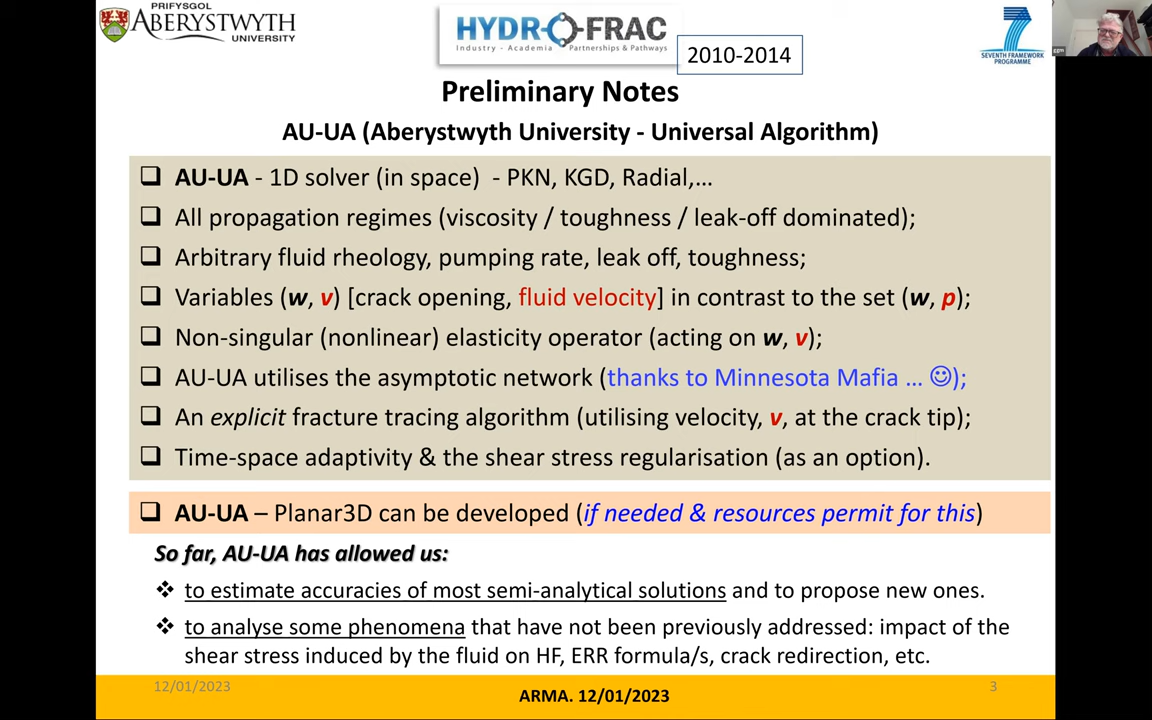 PRIFYSGOL
ABERYSTWYTH
UNIVERSITY
HYDROFRAC
Industry - Academia Partnerships & Pathways
2010-2014
7
SEVENTH FRAMEWORK
PROGRAMME
Preliminary Notes
AU-UA (Aberystwyth University - Universal Algorithm)
❑ AU-UA - 1D solver (in space) - PKN, KGD, Radial,…
❑ All propagation regimes (viscosity / toughness / leak-off dominated);
❑ Arbitrary fluid rheology, pumping rate, leak off, toughness;
❑ Variables (w, v) [crack opening, fluid velocity] in contrast to the set (w, p);
❑ Non-singular (nonlinear) elasticity operator (acting on w, v);
❑ AU-UA utilises the asymptotic network (thanks to Minnesota Mafia … ☺);
❑ An explicit fracture tracing algorithm (utilising velocity, v, at the crack tip);
❑ Time-space adaptivity & the shear stress regularisation (as an option).
❑ AU-UA – Planar3D can be developed (if needed & resources permit for this)
So far, AU-UA has allowed us:
❖ to estimate accuracies of most semi-analytical solutions and to propose new ones.
❖ to analyse some phenomena that have not been previously addressed: impact of the
shear stress induced by the fluid on HF, ERR formula/s, crack redirection, etc.
12/01/2023
ARMA. 12/01/2023
3